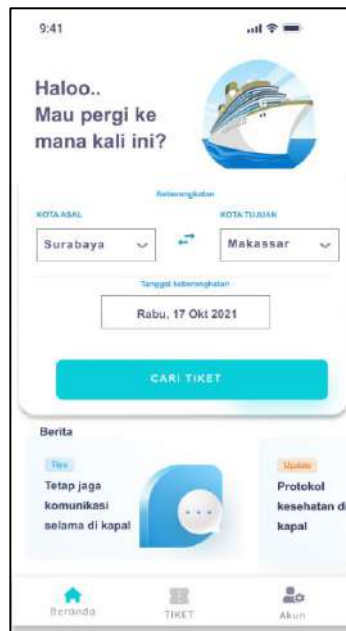 9:41
Haloo..
Mau pergi ke
mana kali ini?
Keberangkatan
KOTA ASAL
KOTA TUJUAN
Surabaya
Makassar
Tanggal keberangkatan
Rabu, 17 Okt 2021
CARI TIKET
Berita
Tips
Tetap jaga
komunikasi
selama di kapal
Update
Protokol
kesehatan di
kapal
Beranda
TIKET
Akun